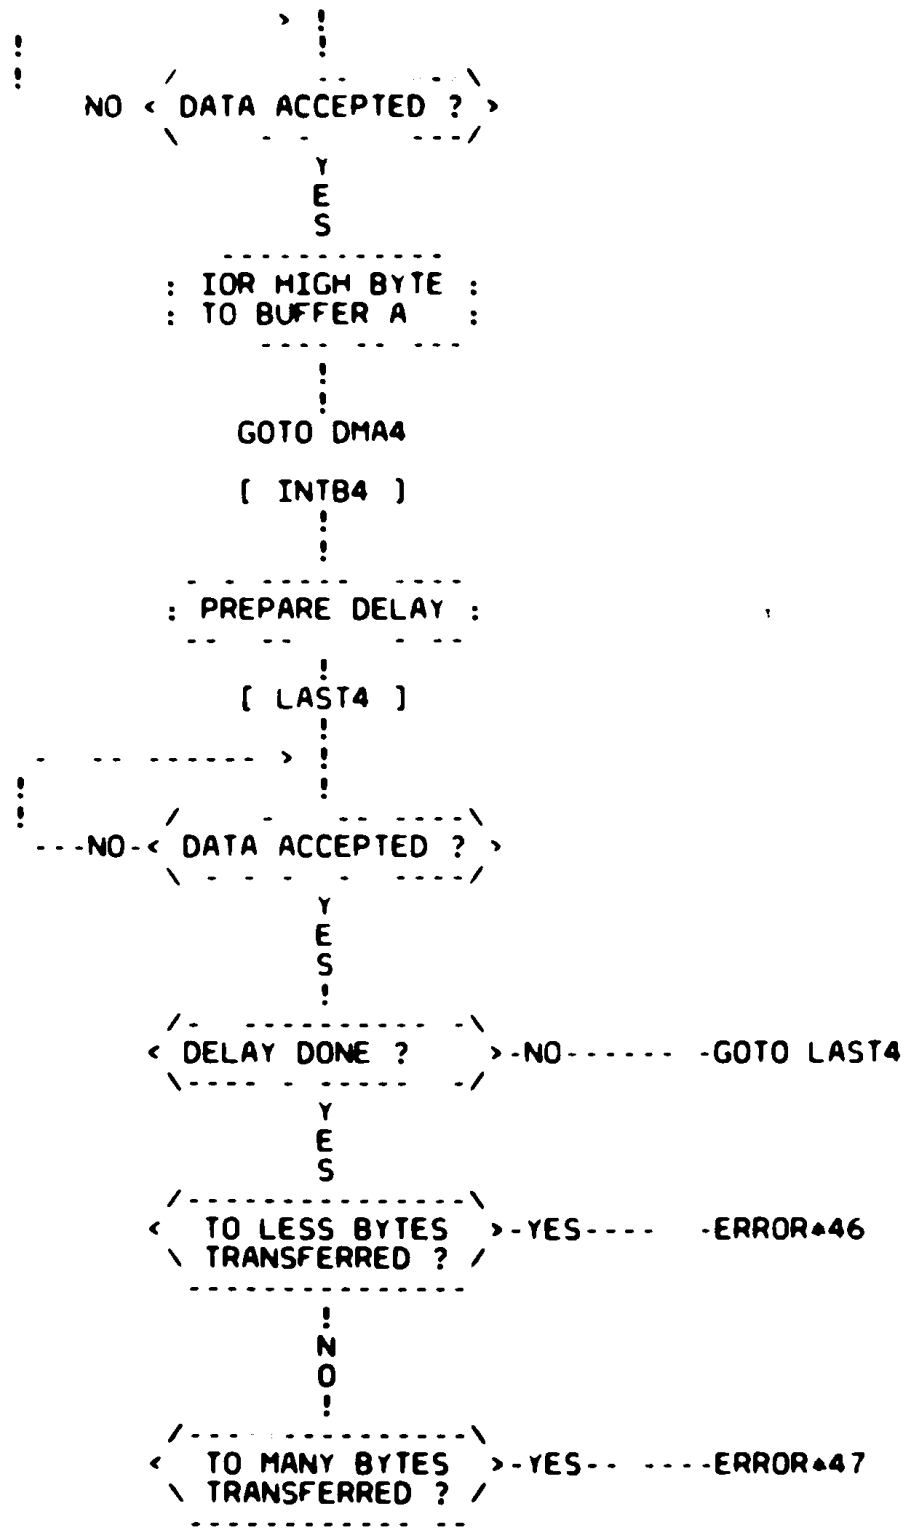 NO < DATA ACCEPTED ? >
Y
E
S
: IOR HIGH BYTE :
: TO BUFFER A :
!
!
GOTO DMA4
[ INTB4 ]
!
!
: PREPARE DELAY :
!
[ LAST4 ]
!
- -- ------ > !
! !
!
---NO-< DATA ACCEPTED ? >
Y
E
S
!
< DELAY DONE ? >-NO------ -GOTO LAST4
Y
E
S
< TO LESS BYTES >-YES---- -ERROR*46
\ TRANSFERRED ? /
!
N
O
!
< TO MANY BYTES >-YES-- ----ERROR*47
\ TRANSFERRED ? /